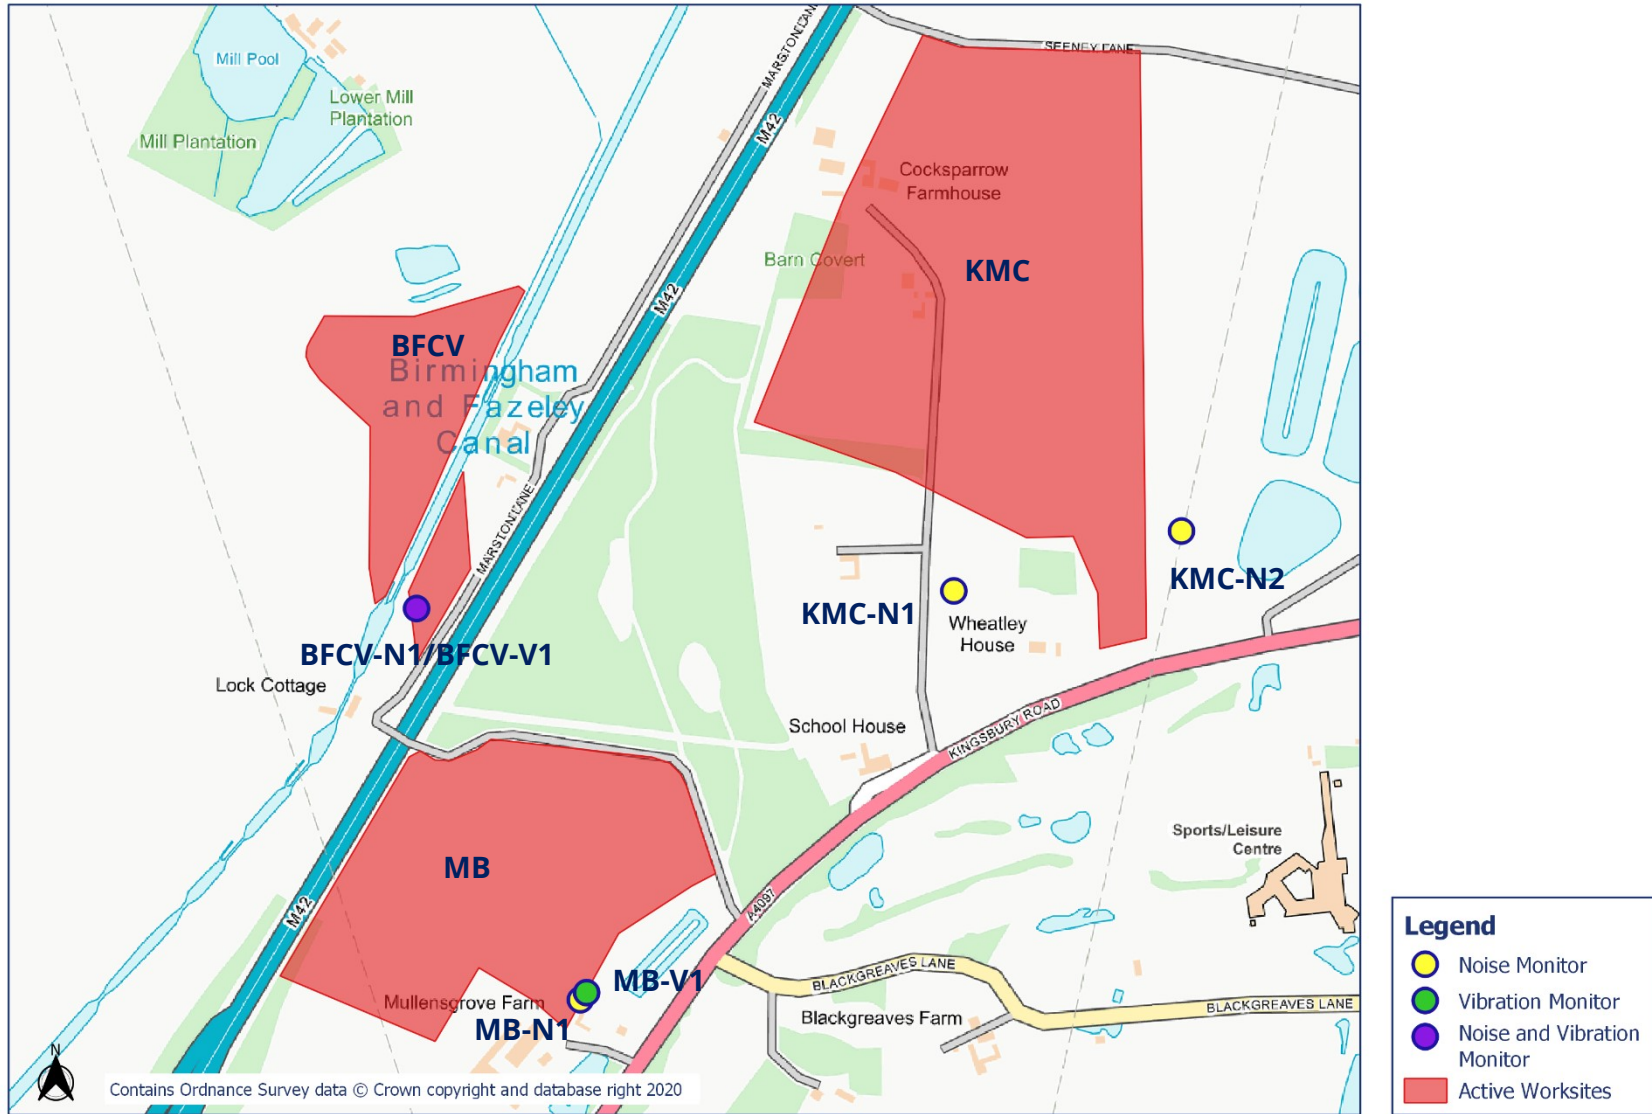 Mill Pool
Lower Mill
Plantation
Mill Plantation
MARSTON LANE
M42
SEENEY LANE
Cocksparrow
Farmhouse
Barn Covert
KMC
M42
BFCV
Birmingham
and Fazeley
Canal
MARSTON LANE
KMC-N2
KMC-N1
Wheatley
House
BFCV-N1/BFCV-V1
Lock Cottage
School House
KINGSBURY ROAD
Sports/Leisure
Centre
MB
M42
A4097
MB-V1
Mullensgrove Farm
MB-N1
BLACKGREAVES LANE
BLACKGREAVES LANE
Blackgreaves Farm
N
Contains Ordnance Survey data © Crown copyright and database right 2020
Legend
Noise Monitor
Vibration Monitor
Noise and Vibration
Monitor
Active Worksites